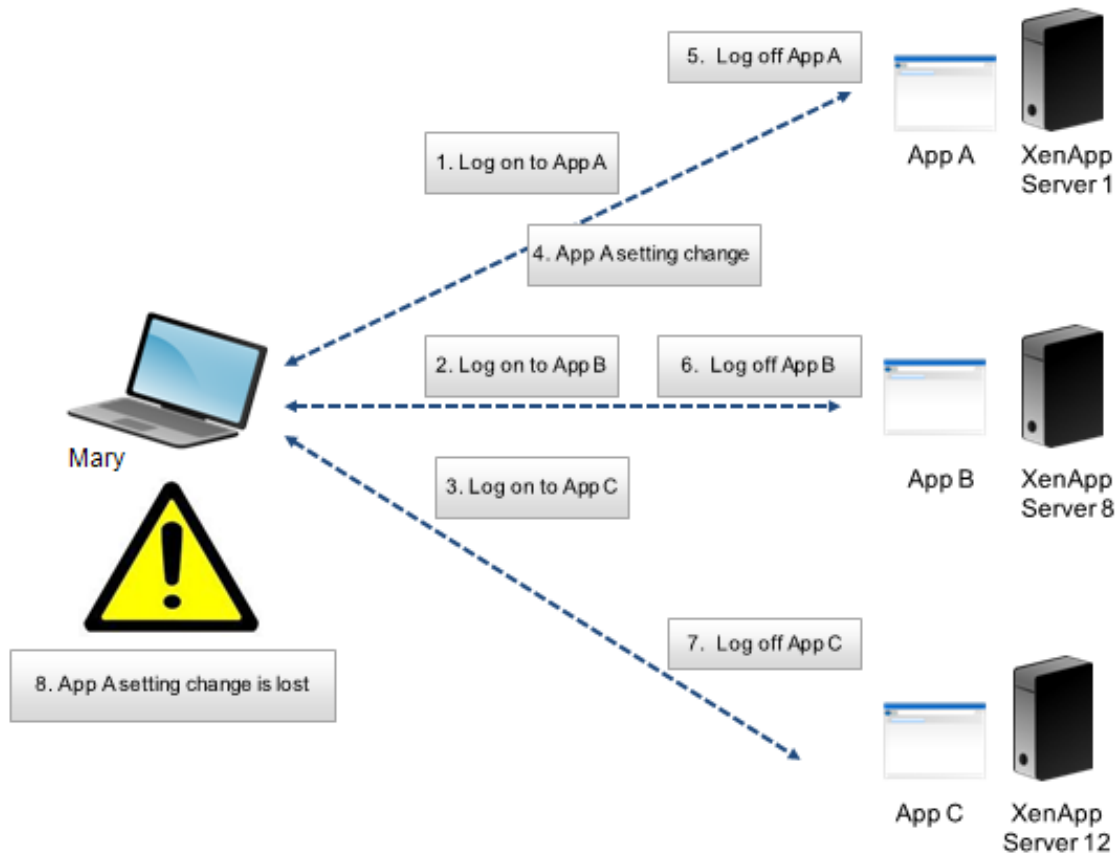 5. Log off App A
1. Log on to App A
App A
XenApp
Server 1
4. App A setting change
2. Log on to App B
6. Log off App B
Mary
App B
XenApp
Server 8
3. Log on to App C
7. Log off App C
8. App A setting change is lost
App C
XenApp
Server 12